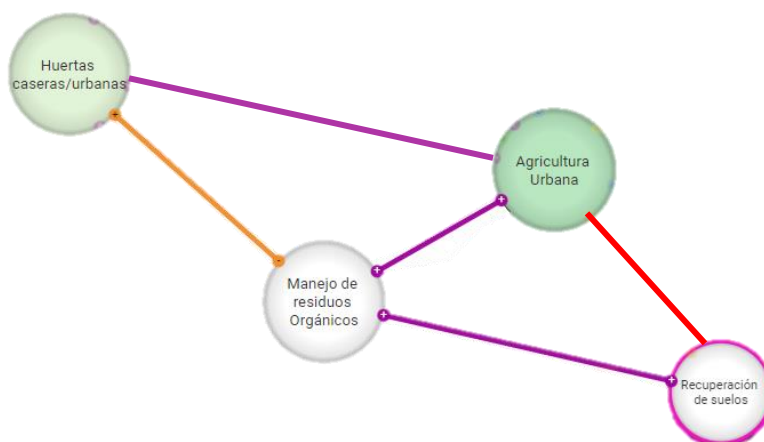 Huertas
caseras/urbanas
+
Agricultura
Urbana
+
-
+
Manejo de
residuos
Orgánicos
+
+
Recuperación
de suelos